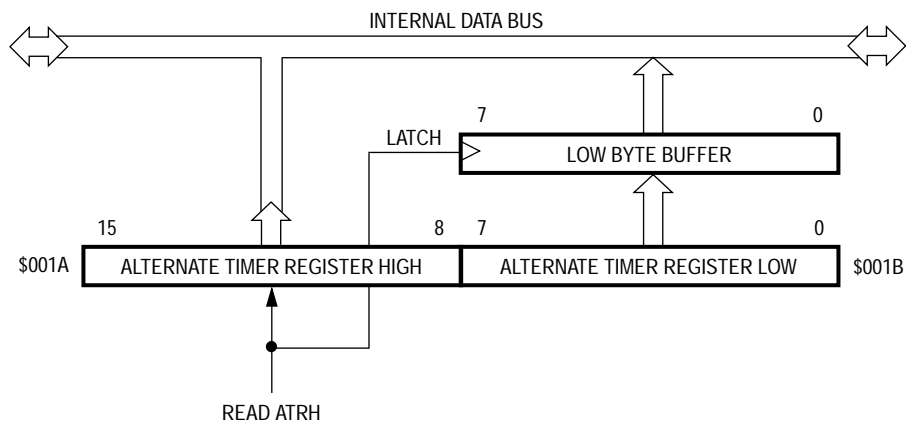 INTERNAL DATA BUS
7 0
LATCH
LOW BYTE BUFFER
15 8 7 0
$001A ALTERNATE TIMER REGISTER HIGH ALTERNATE TIMER REGISTER LOW $001B
READ ATRH